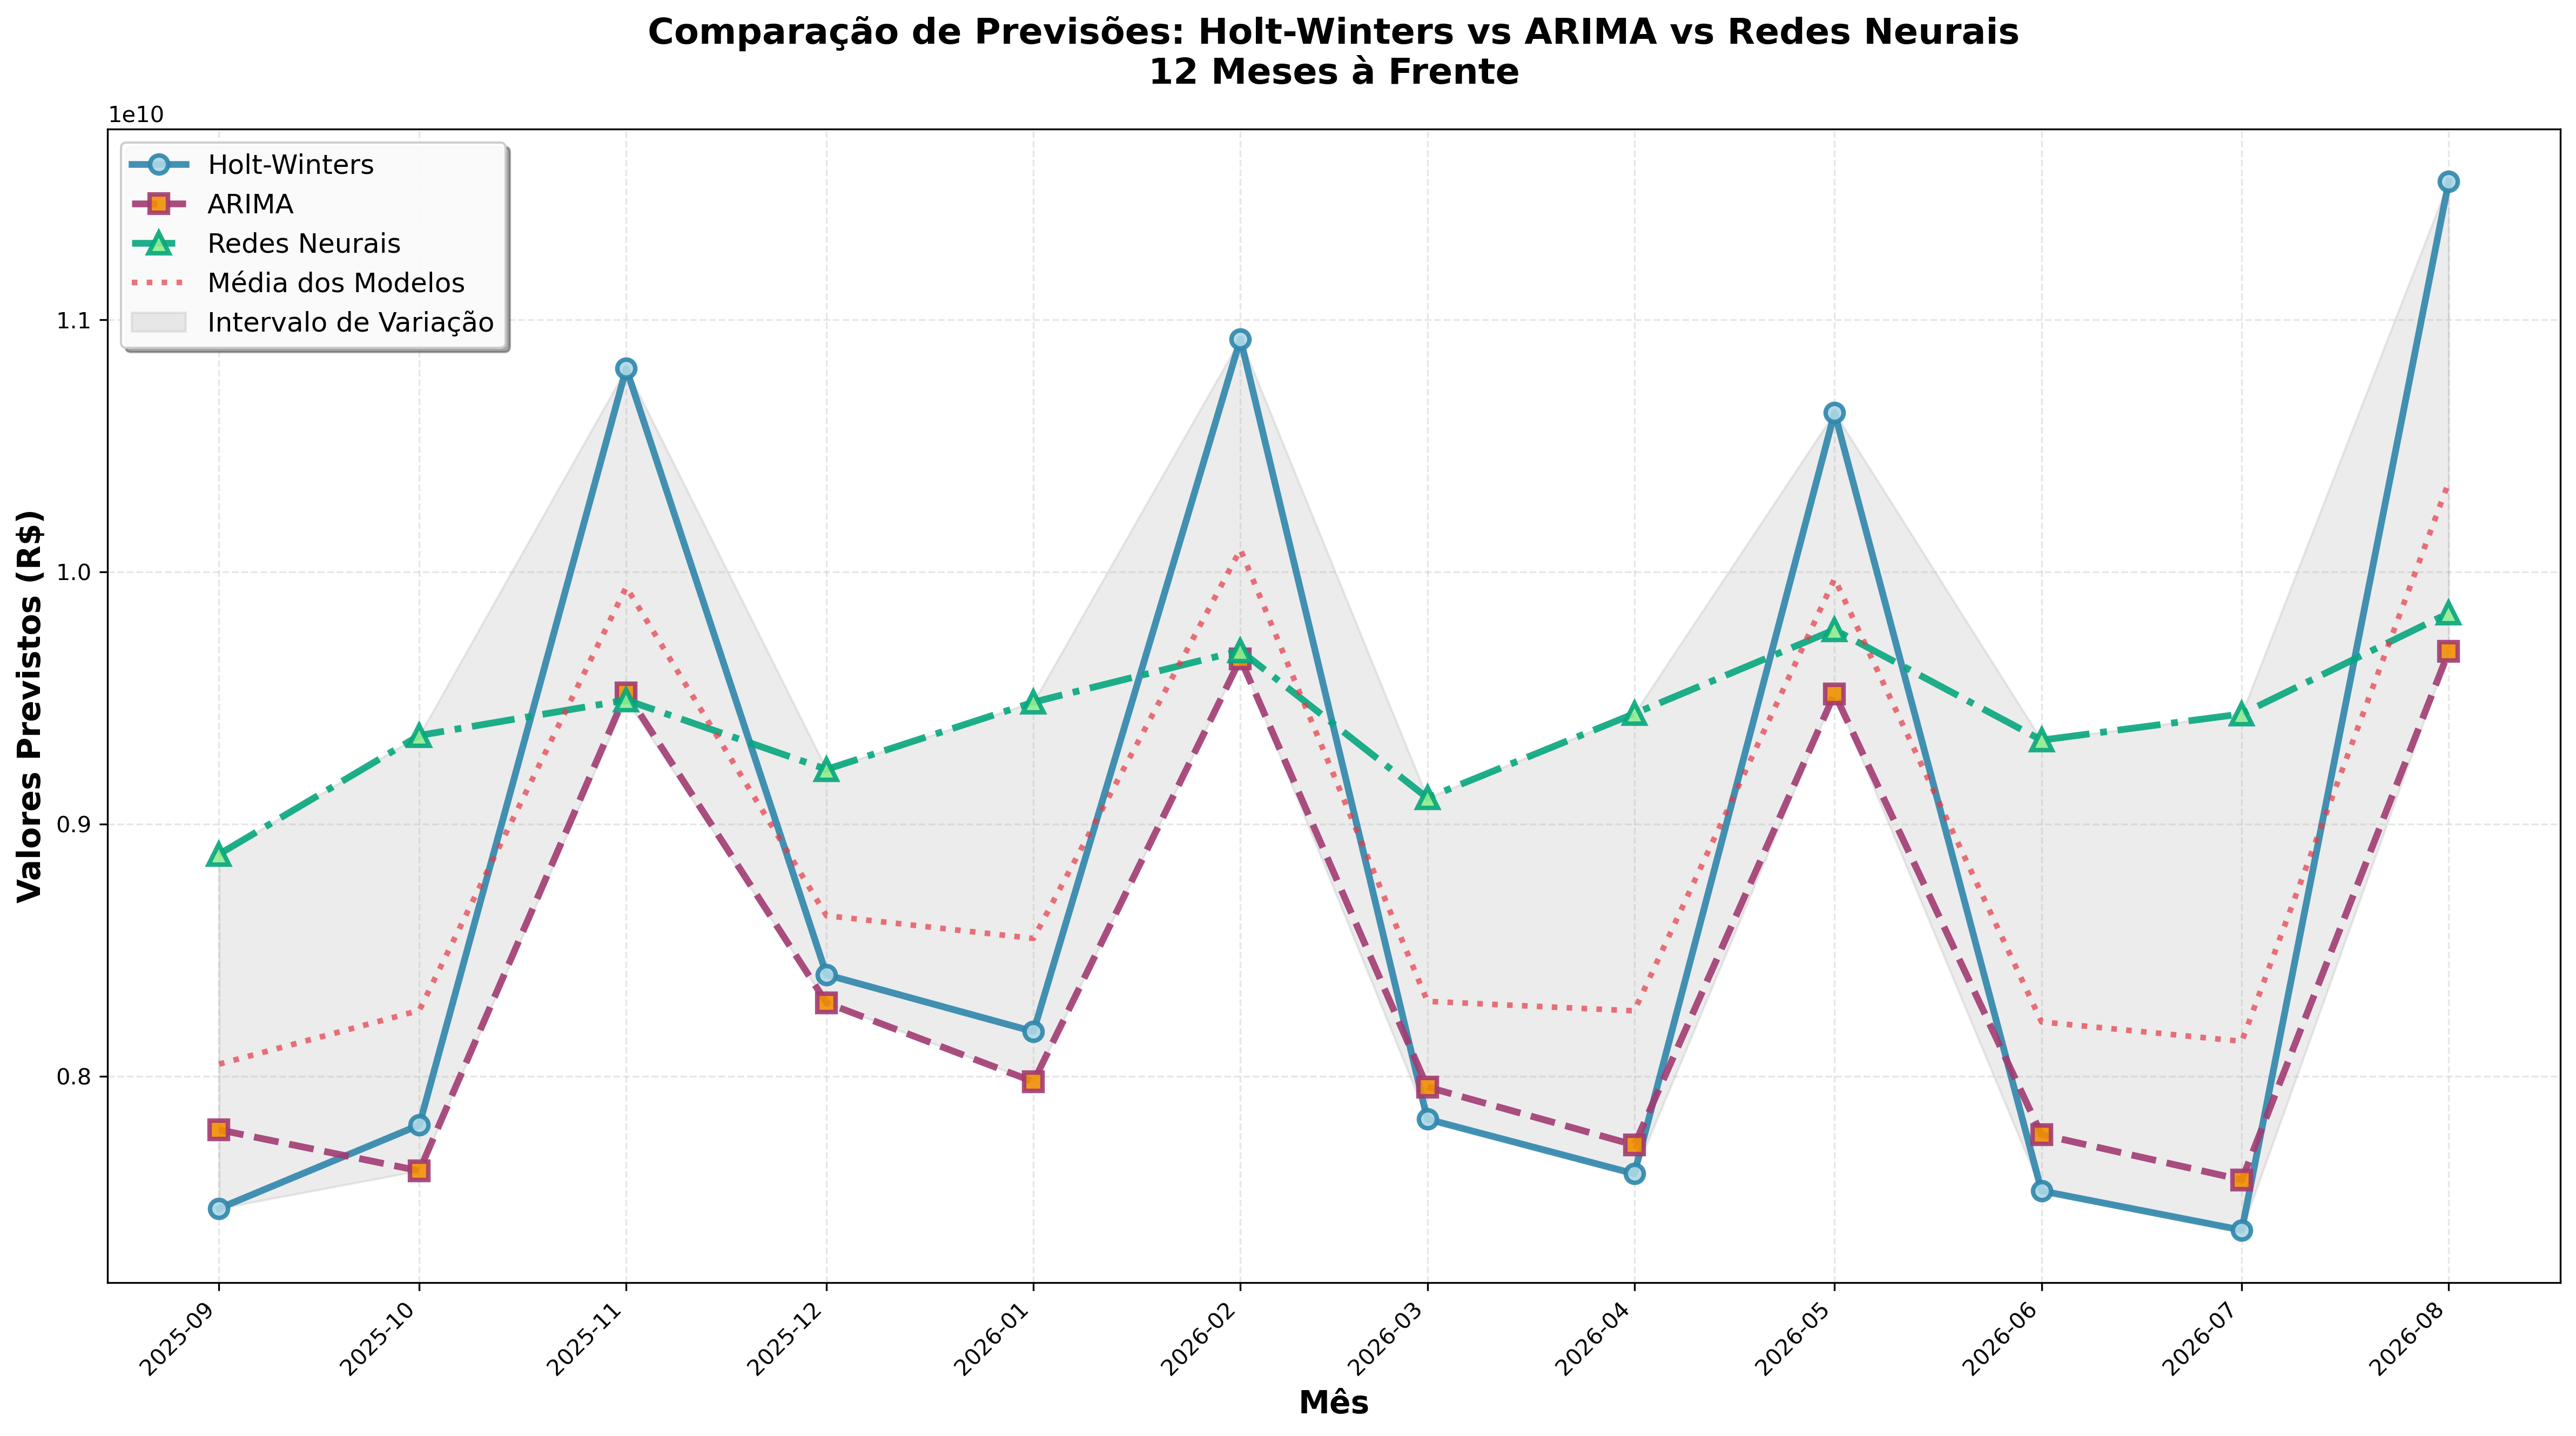 Comparação de Previsões: Holt-Winters vs ARIMA vs Redes Neurais
12 Meses à Frente
1e10
Holt-Winters
ARIMA
Redes Neurais
Média dos Modelos
Intervalo de Variação
Valores Previstos (R$)
1.1
1.0
0.9
0.8
2025-09
2025-10
2025-11
2025-12
2026-01
2026-02
2026-03
2026-04
2026-05
2026-06
2026-07
2026-08
Mês